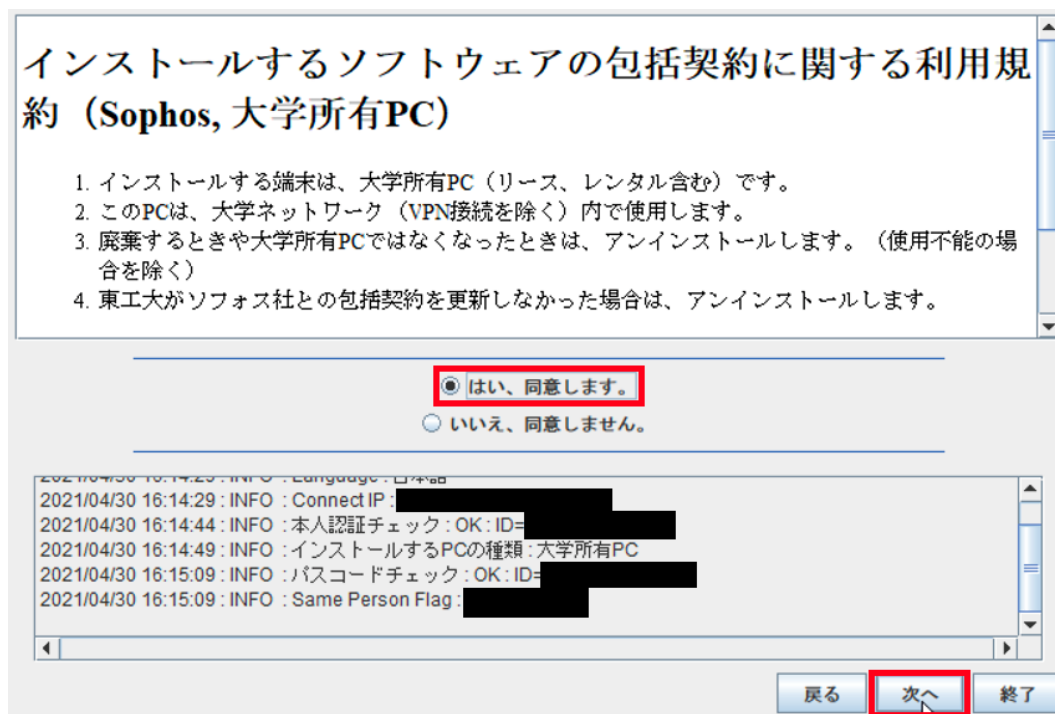 インストールするソフトウェアの包括契約に関する利用規
約（Sophos, 大学所有PC）
1. インストールする端末は、大学所有PC（リース、レンタル含む）です。
2. このPCは、大学ネットワーク（VPN接続を除く）内で使用します。
3. 廃棄するときや大学所有PCではなくなったときは、アンインストールします。（使用不能の場
合を除く）
4. 東工大がソフォス社との包括契約を更新しなかった場合は、アンインストールします。
はい、同意します。
いいえ、同意しません。
2021/04/30 16:14:29 : INFO : Language : 日本語
2021/04/30 16:14:29 : INFO : Connect IP :
2021/04/30 16:14:44 : INFO : 本人認証チェック : OK : ID=
2021/04/30 16:14:49 : INFO : インストールするPCの種類 : 大学所有PC
2021/04/30 16:15:09 : INFO : パスコードチェック : OK : ID=
2021/04/30 16:15:09 : INFO : Same Person Flag :
戻る 次へ 終了